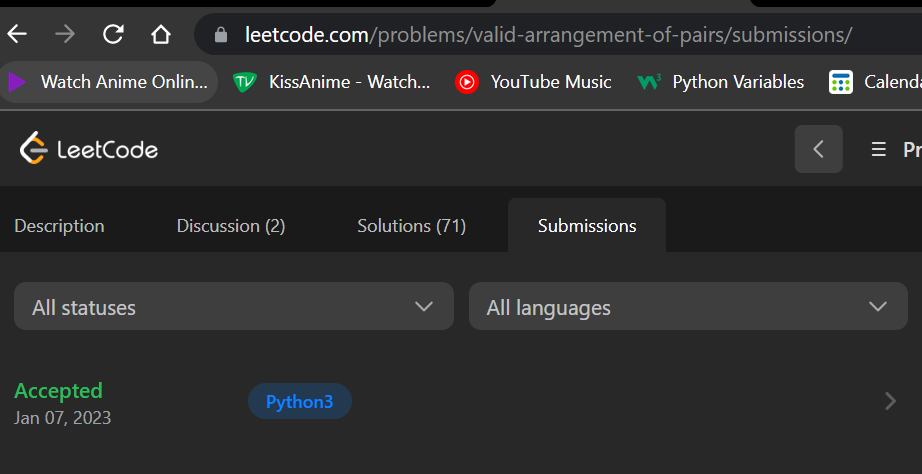 leetcode.com/problems/valid-arrangement-of-pairs/submissions/
Watch Anime Online... KissAnime - Watch... YouTube Music Python Variables Calenda
LeetCode Pr
Description Discussion (2) Solutions (71) Submissions
All statuses All languages
Accepted Python3
Jan 07, 2023